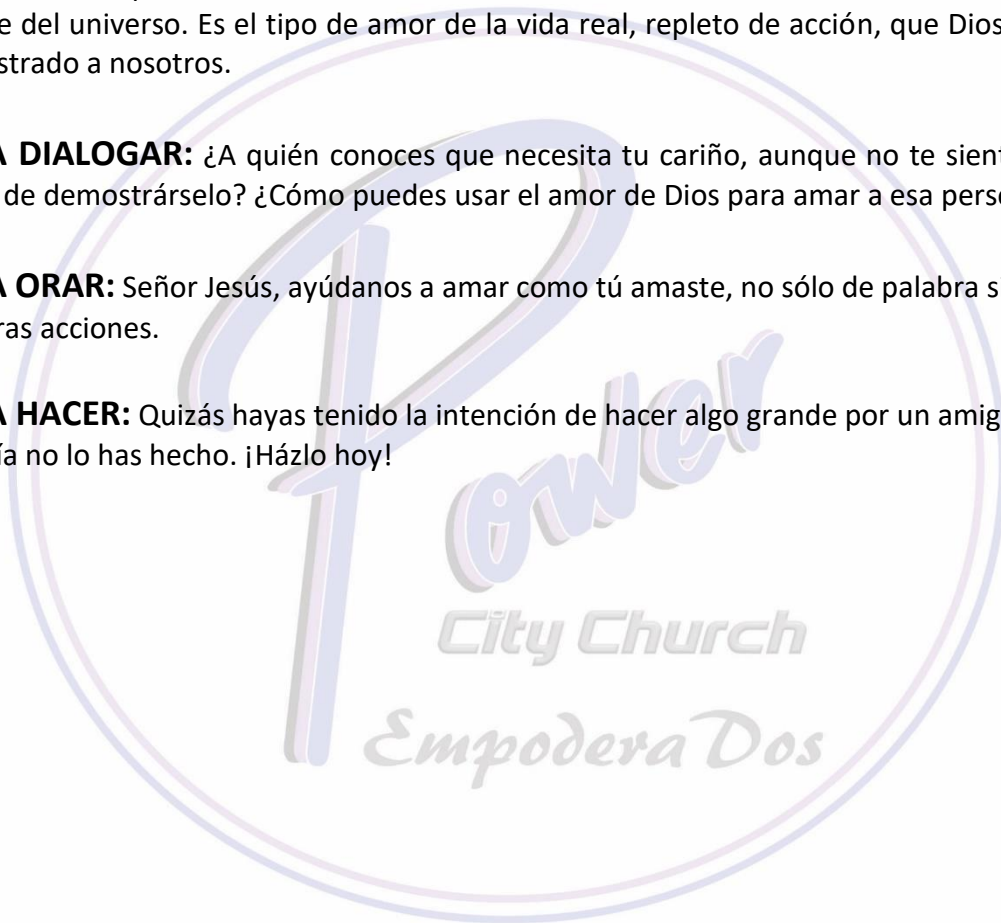 e del universo. Es el tipo de amor de la vida real, repleto de acción, que Dios
strado a nosotros.
A DIALOGAR: ¿A quién conoces que necesita tu cariño, aunque no te sient
de demostrárselo? ¿Cómo puedes usar el amor de Dios para amar a esa perso
A ORAR: Señor Jesús, ayúdanos a amar como tú amaste, no sólo de palabra s
ras acciones.
A HACER: Quizás hayas tenido la intención de hacer algo grande por un amig
ía no lo has hecho. ¡Házlo hoy!
Power
City Church
Empodera Dos